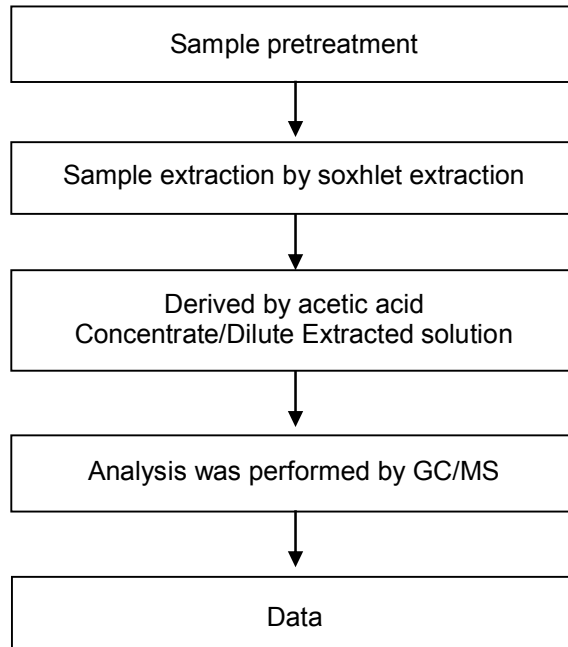 Sample pretreatment
Sample extraction by soxhlet extraction
Derived by acetic acid
Concentrate/Dilute Extracted solution
Analysis was performed by GC/MS
Data